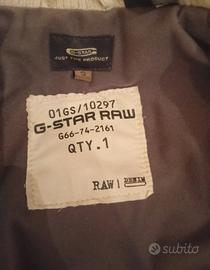 G-STAR
JUST THE PRODUCT
S
01GS/10297
G-STAR RAW
G66-74-2161
QTY.1
RAW | DENIM
subito